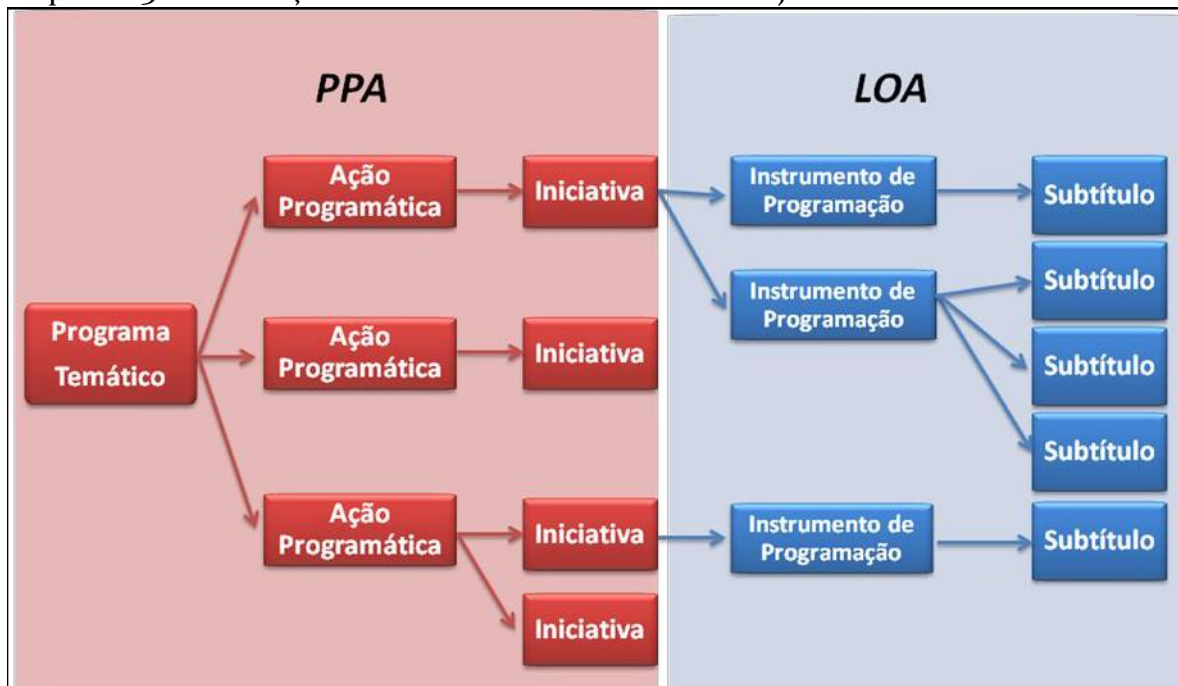 PPA
LOA
Ação
Programática
Iniciativa
Instrumento de
Programação
Subtítulo
Instrumento de
Programação
Subtítulo
Programa
Temático
Ação
Programática
Iniciativa
Subtítulo
Subtítulo
Ação
Programática
Iniciativa
Instrumento de
Programação
Subtítulo
Iniciativa